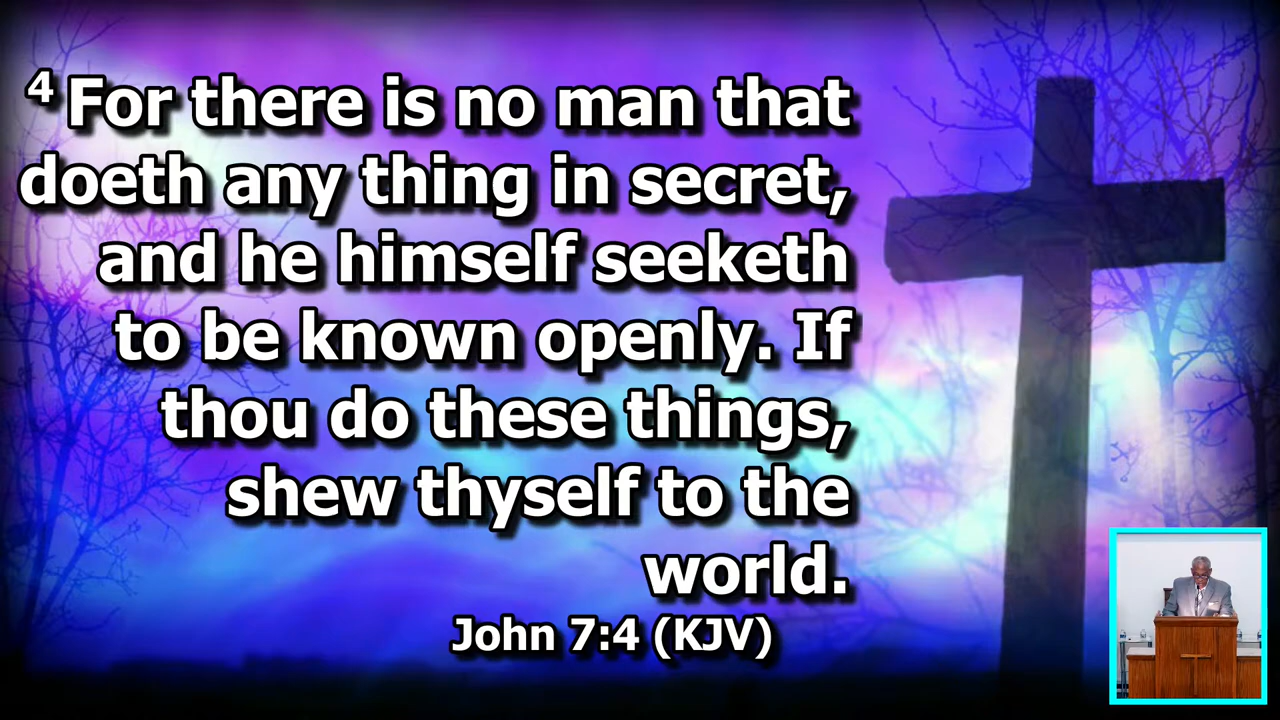 4 For there is no man that
doeth any thing in secret,
and he himself seeketh
to be known openly. If
thou do these things,
shew thyself to the
world.
John 7:4 (KJV)